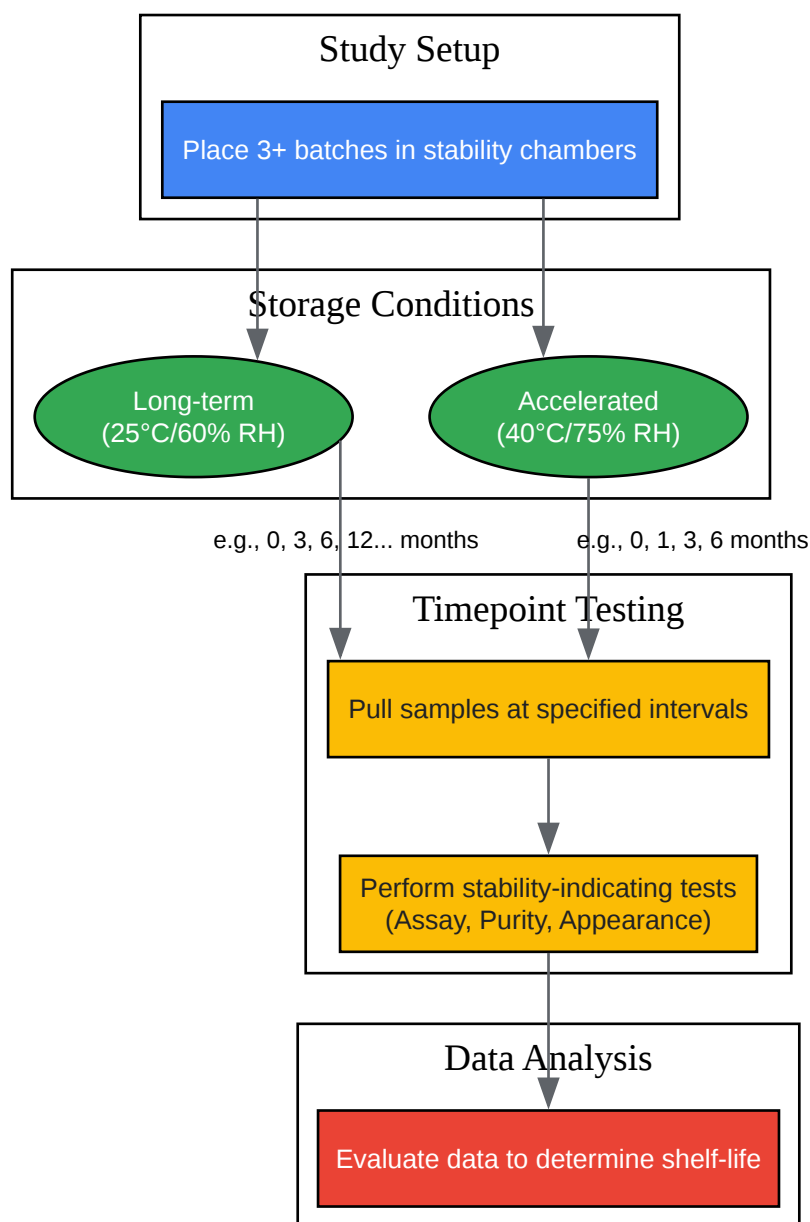 Study Setup
Place 3+ batches in stability chambers
Storage Conditions
Long-term
(25°C/60% RH)
Accelerated
(40°C/75% RH)
e.g., 0, 3, 6, 12... months
e.g., 0, 1, 3, 6 months
Timepoint Testing
Pull samples at specified intervals
Perform stability-indicating tests
(Assay, Purity, Appearance)
Data Analysis
Evaluate data to determine shelf-life